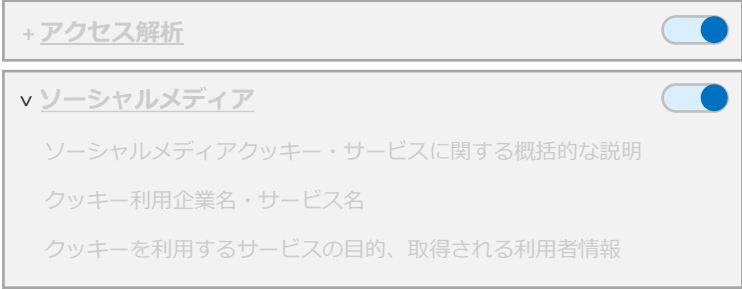 + アクセス解析
v ソーシャルメディア
ソーシャルメディアクッキー・サービスに関する概括的な説明
クッキー利用企業名・サービス名
クッキーを利用するサービスの目的、取得される利用者情報